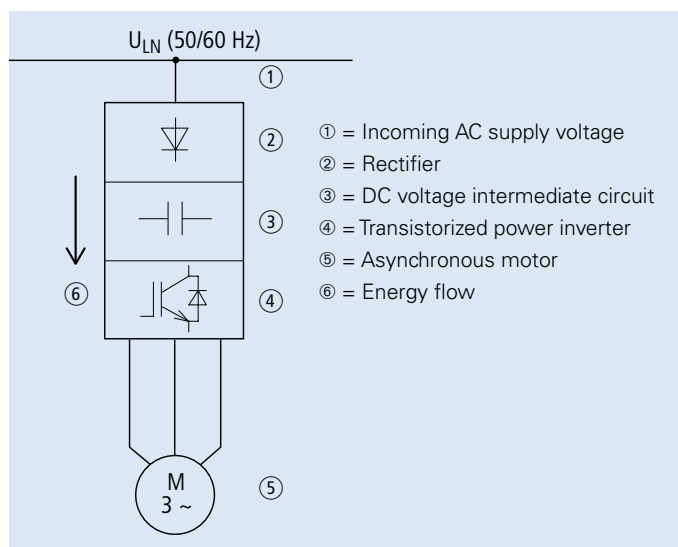 U_LN (50/60 Hz)
①
②
③
④
⑥
M
3 ~
⑤
① = Incoming AC supply voltage
② = Rectifier
③ = DC voltage intermediate circuit
④ = Transistorized power inverter
⑤ = Asynchronous motor
⑥ = Energy flow